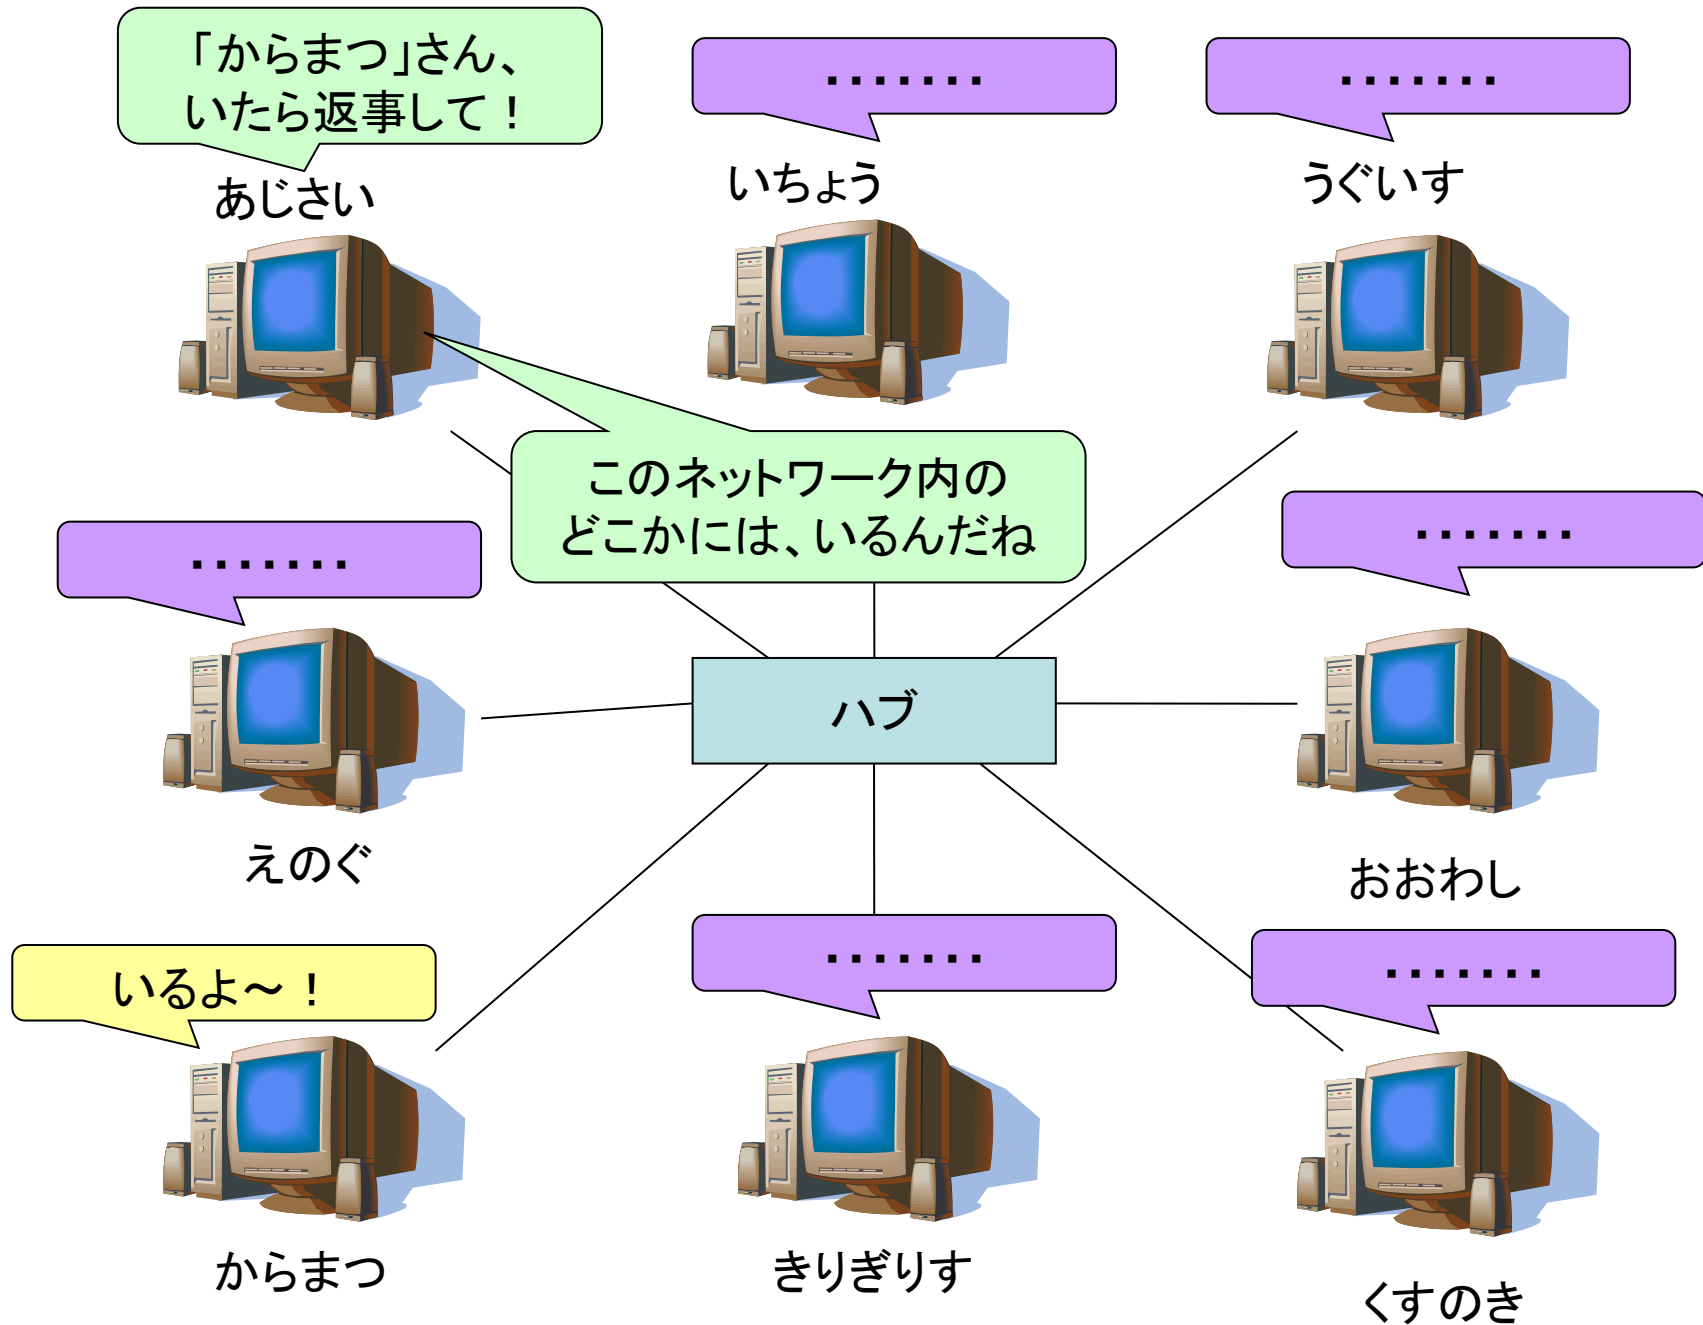 「からまつ」さん、
いたら返事して！
・・・・・・・
・・・・・・・
あじさい
いちょう
うぐいす
このネットワーク内の
どこかには、いるんだね
・・・・・・・
・・・・・・・
ハブ
えのぐ
おおわし
いるよ～！
・・・・・・・
・・・・・・・
からまつ
きりぎりす
くすのき